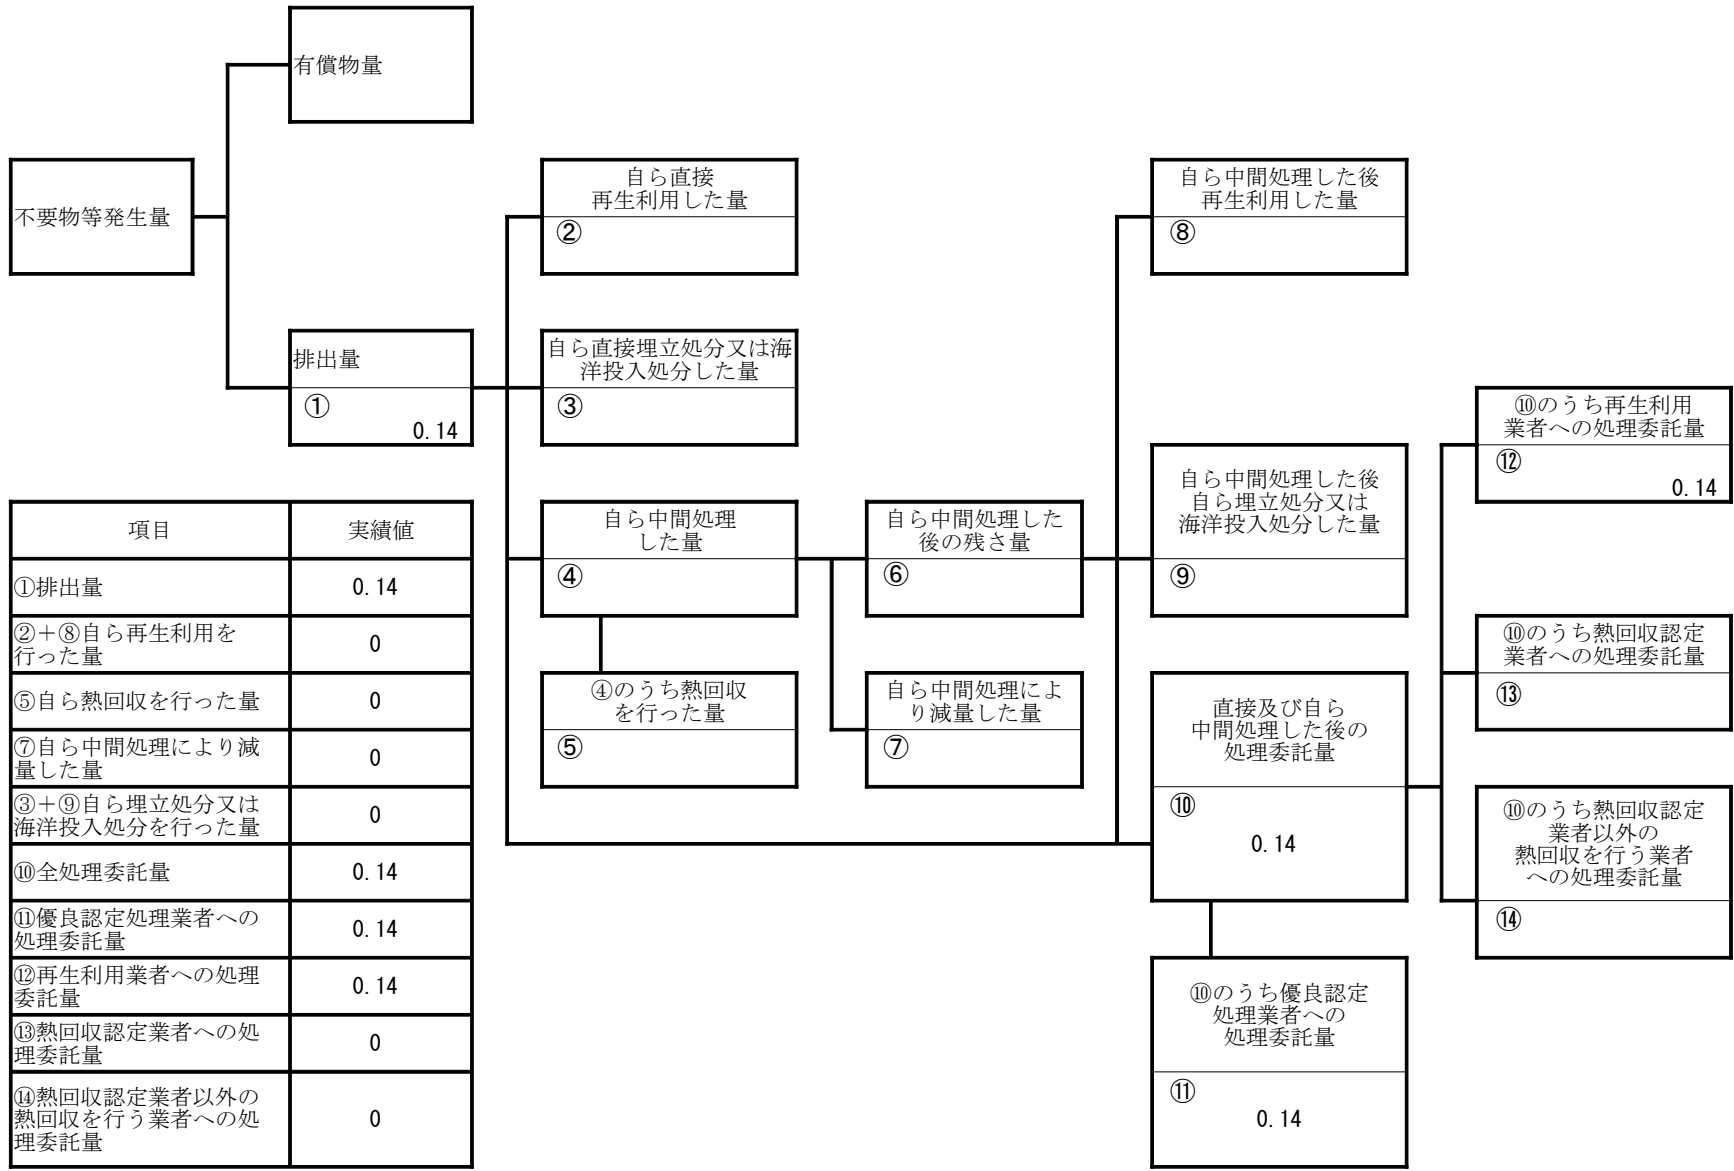 有償物量
不要物等発生量
自ら直接
再生利用した量
②
自ら中間処理した後
再生利用した量
⑧
排出量
①
0.14
自ら直接埋立処分又は海
洋投入処分した量
③
⑩のうち再生利用
業者への処理委託量
⑫
0.14
自ら中間処理
した量
④
自ら中間処理した
後の残さ量
⑥
自ら中間処理した後
自ら埋立処分又は
海洋投入処分した量
⑨
⑩のうち熱回収認定
業者への処理委託量
⑬
④のうち熱回収
を行った量
⑤
自ら中間処理によ
り減量した量
⑦
直接及び自ら
中間処理した後の
処理委託量
⑩
0.14
⑩のうち熱回収認定
業者以外の
熱回収を行う業者
への処理委託量
⑭
⑩のうち優良認定
処理業者への
処理委託量
⑪
0.14
項目 実績値
①排出量 0.14
②＋⑧自ら再生利用を
行った量 0
⑤自ら熱回収を行った量 0
⑦自ら中間処理により減
量した量 0
③＋⑨自ら埋立処分又は
海洋投入処分を行った量 0
⑩全処理委託量 0.14
⑪優良認定処理業者への
処理委託量 0.14
⑫再生利用業者への処理
委託量 0.14
⑬熱回収認定業者への処
理委託量 0
⑭熱回収認定業者以外の
熱回収を行う業者への処
理委託量 0